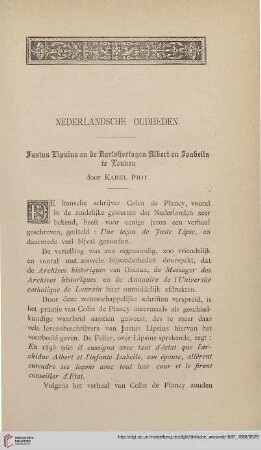 NEDERLANDSCHE OUDHEDEN.
Justus Lipsius en de Aartshertogen Albert en Isabella
te Leuven
door KAREL PIOT
DE fransche schrijver Colin de Plancy, vooral
in de zuidelijke gewesten der Nederlanden zeer
bekend, heeft voor eenige jaren een verhaal
geschreven, getiteld : Une leçon de Juste Lipse, en
daarmede veel bijval gevonden.
De vertelling was zoo eigenaardig, zoo vriendelijk
en vooral met zoovele bijzonderheden doorspekt, dat
de Archives historiques van Dinaux, de Messager des
Archives historiques en de Annuaire de l'Université
catholique de Louvain haar onmiddelijk afdrukten.
Door deze wetenschappelijke schriften verspreid, is
het praatje van Colin de Plancy meermaals als geschied-
kundige waarheid aanzien geweest, des te meer daar
vele levensbeschrijvers van Justus Lipsius hiervan het
voorbeeld gaven. De Feller, over Lipsius sprekende, zegt :
En 1592 (sic) il enseigna avec tout d'éclat que l'ar-
chiduc Albert et l'infante Isabelle, son épouse, allèrent
entendre ses leçons avec tout leur cour et le firent
conseiller d'Etat.
Volgens het verhaal van Colin de Plancy zouden